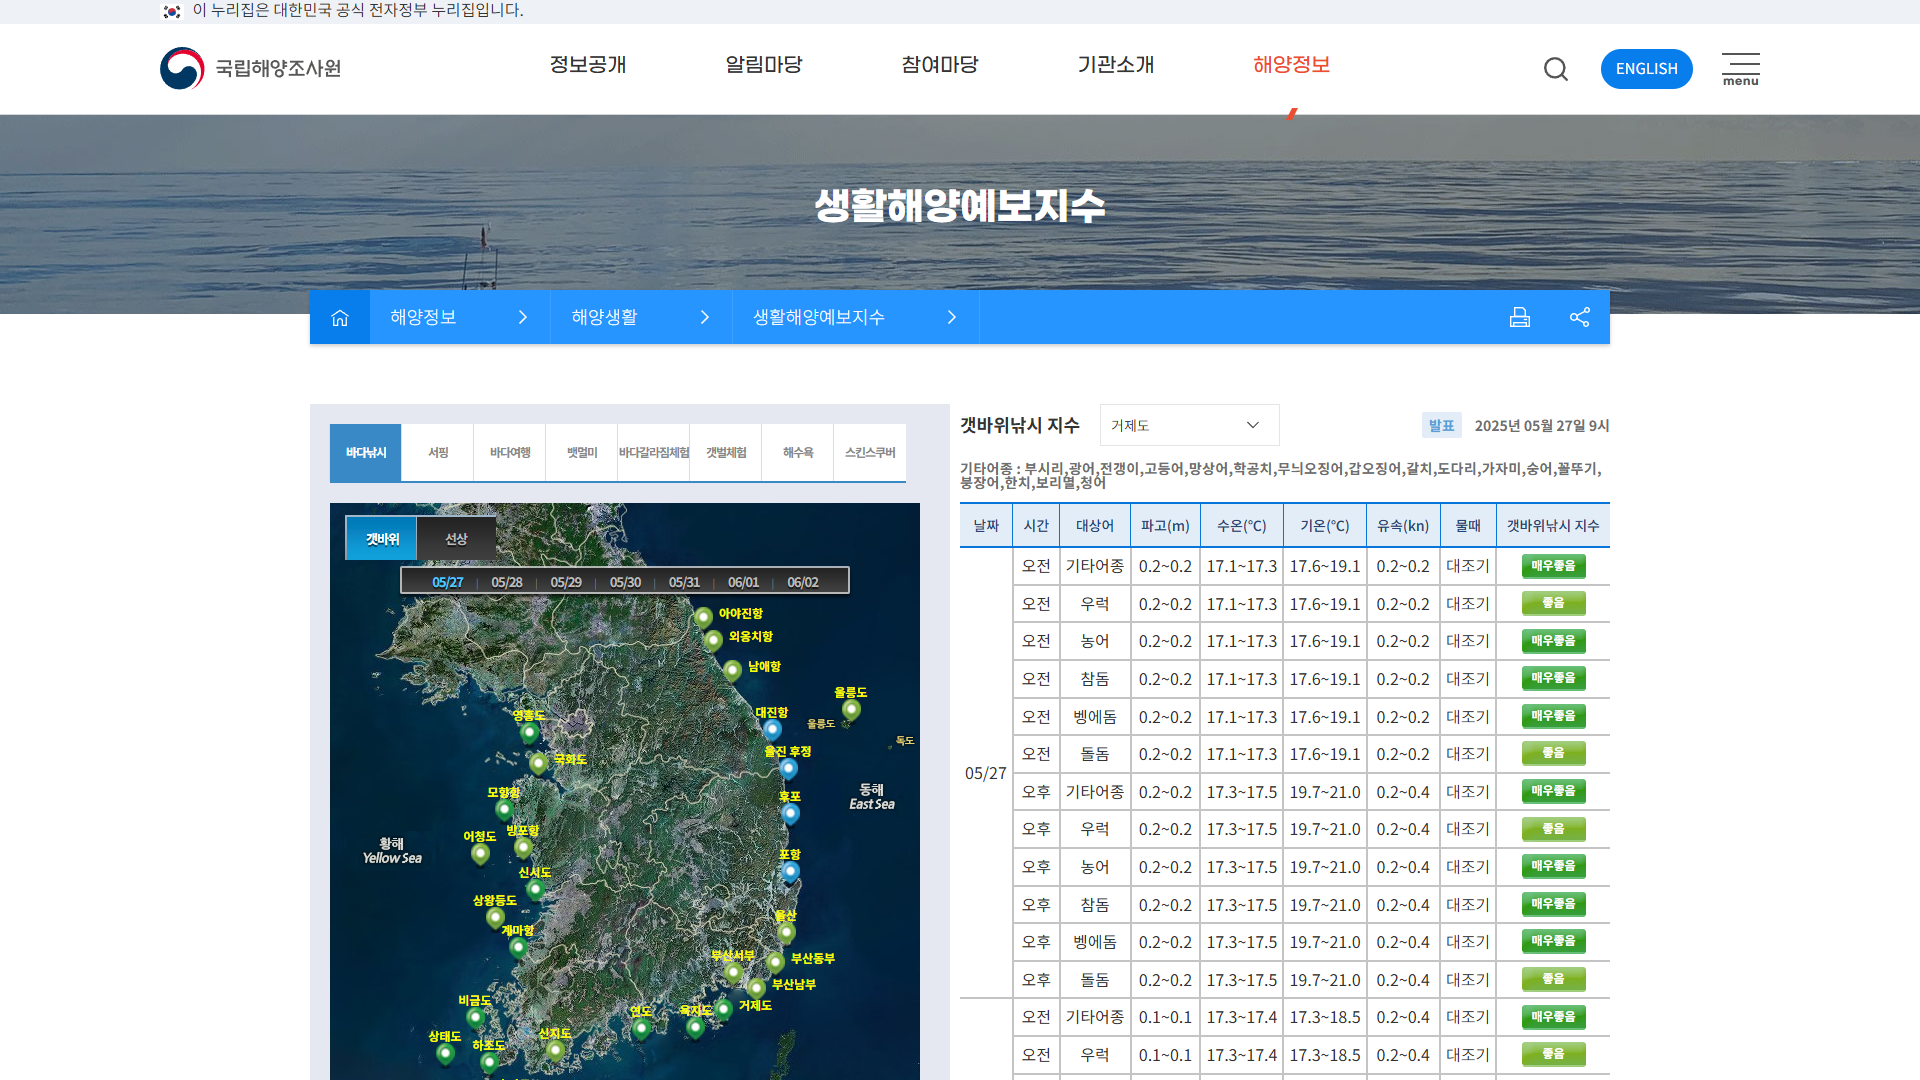 이 누리집은 대한민국 공식 전자정부 누리집입니다.
국립해양조사원
정보공개 알림마당 참여마당 기관소개 해양정보
ENGLISH
menu
생활해양예보지수
해양정보 해양생활 생활해양예보지수
바다낚시 서핑 바다여행 뱃멀미 바다갈라짐체험 갯벌체험 해수욕 스킨스쿠버
갯바위 선상
05/27 | 05/28 | 05/29 | 05/30 | 05/31 | 06/01 | 06/02
아야진항
외옹치항
남애항
울릉도
대진항
영흥도
울릉도
독도
울진 후정
국화도
동해
East Sea
모항항
후포
어청도
방포항
황해
Yellow Sea
포항
신시도
상왕등도
울산
계마항
부산서부
부산동부
부산남부
비금도
거제도
연도
욕지도
상태도
신지도
하조도
갯바위낚시 지수
거제도
발표 2025년 05월 27일 9시
기타어종 : 부시리,광어,전갱이,고등어,망상어,학공치,무늬오징어,갑오징어,갈치,도다리,가자미,숭어,꼴뚜기,
붕장어,한치,보리멸,청어
날짜 시간 대상어 파고(m) 수온(℃) 기온(℃) 유속(kn) 물때 갯바위낚시 지수
오전 기타어종 0.2~0.2 17.1~17.3 17.6~19.1 0.2~0.2 대조기 매우좋음
오전 우럭 0.2~0.2 17.1~17.3 17.6~19.1 0.2~0.2 대조기 좋음
오전 농어 0.2~0.2 17.1~17.3 17.6~19.1 0.2~0.2 대조기 매우좋음
오전 참돔 0.2~0.2 17.1~17.3 17.6~19.1 0.2~0.2 대조기 매우좋음
오전 벵에돔 0.2~0.2 17.1~17.3 17.6~19.1 0.2~0.2 대조기 매우좋음
오전 돌돔 0.2~0.2 17.1~17.3 17.6~19.1 0.2~0.2 대조기 좋음
05/27
오후 기타어종 0.2~0.2 17.3~17.5 19.7~21.0 0.2~0.4 대조기 매우좋음
오후 우럭 0.2~0.2 17.3~17.5 19.7~21.0 0.2~0.4 대조기 좋음
오후 농어 0.2~0.2 17.3~17.5 19.7~21.0 0.2~0.4 대조기 매우좋음
오후 참돔 0.2~0.2 17.3~17.5 19.7~21.0 0.2~0.4 대조기 매우좋음
오후 벵에돔 0.2~0.2 17.3~17.5 19.7~21.0 0.2~0.4 대조기 매우좋음
오후 돌돔 0.2~0.2 17.3~17.5 19.7~21.0 0.2~0.4 대조기 좋음
오전 기타어종 0.1~0.1 17.3~17.4 17.3~18.5 0.2~0.4 대조기 매우좋음
오전 우럭 0.1~0.1 17.3~17.4 17.3~18.5 0.2~0.4 대조기 좋음